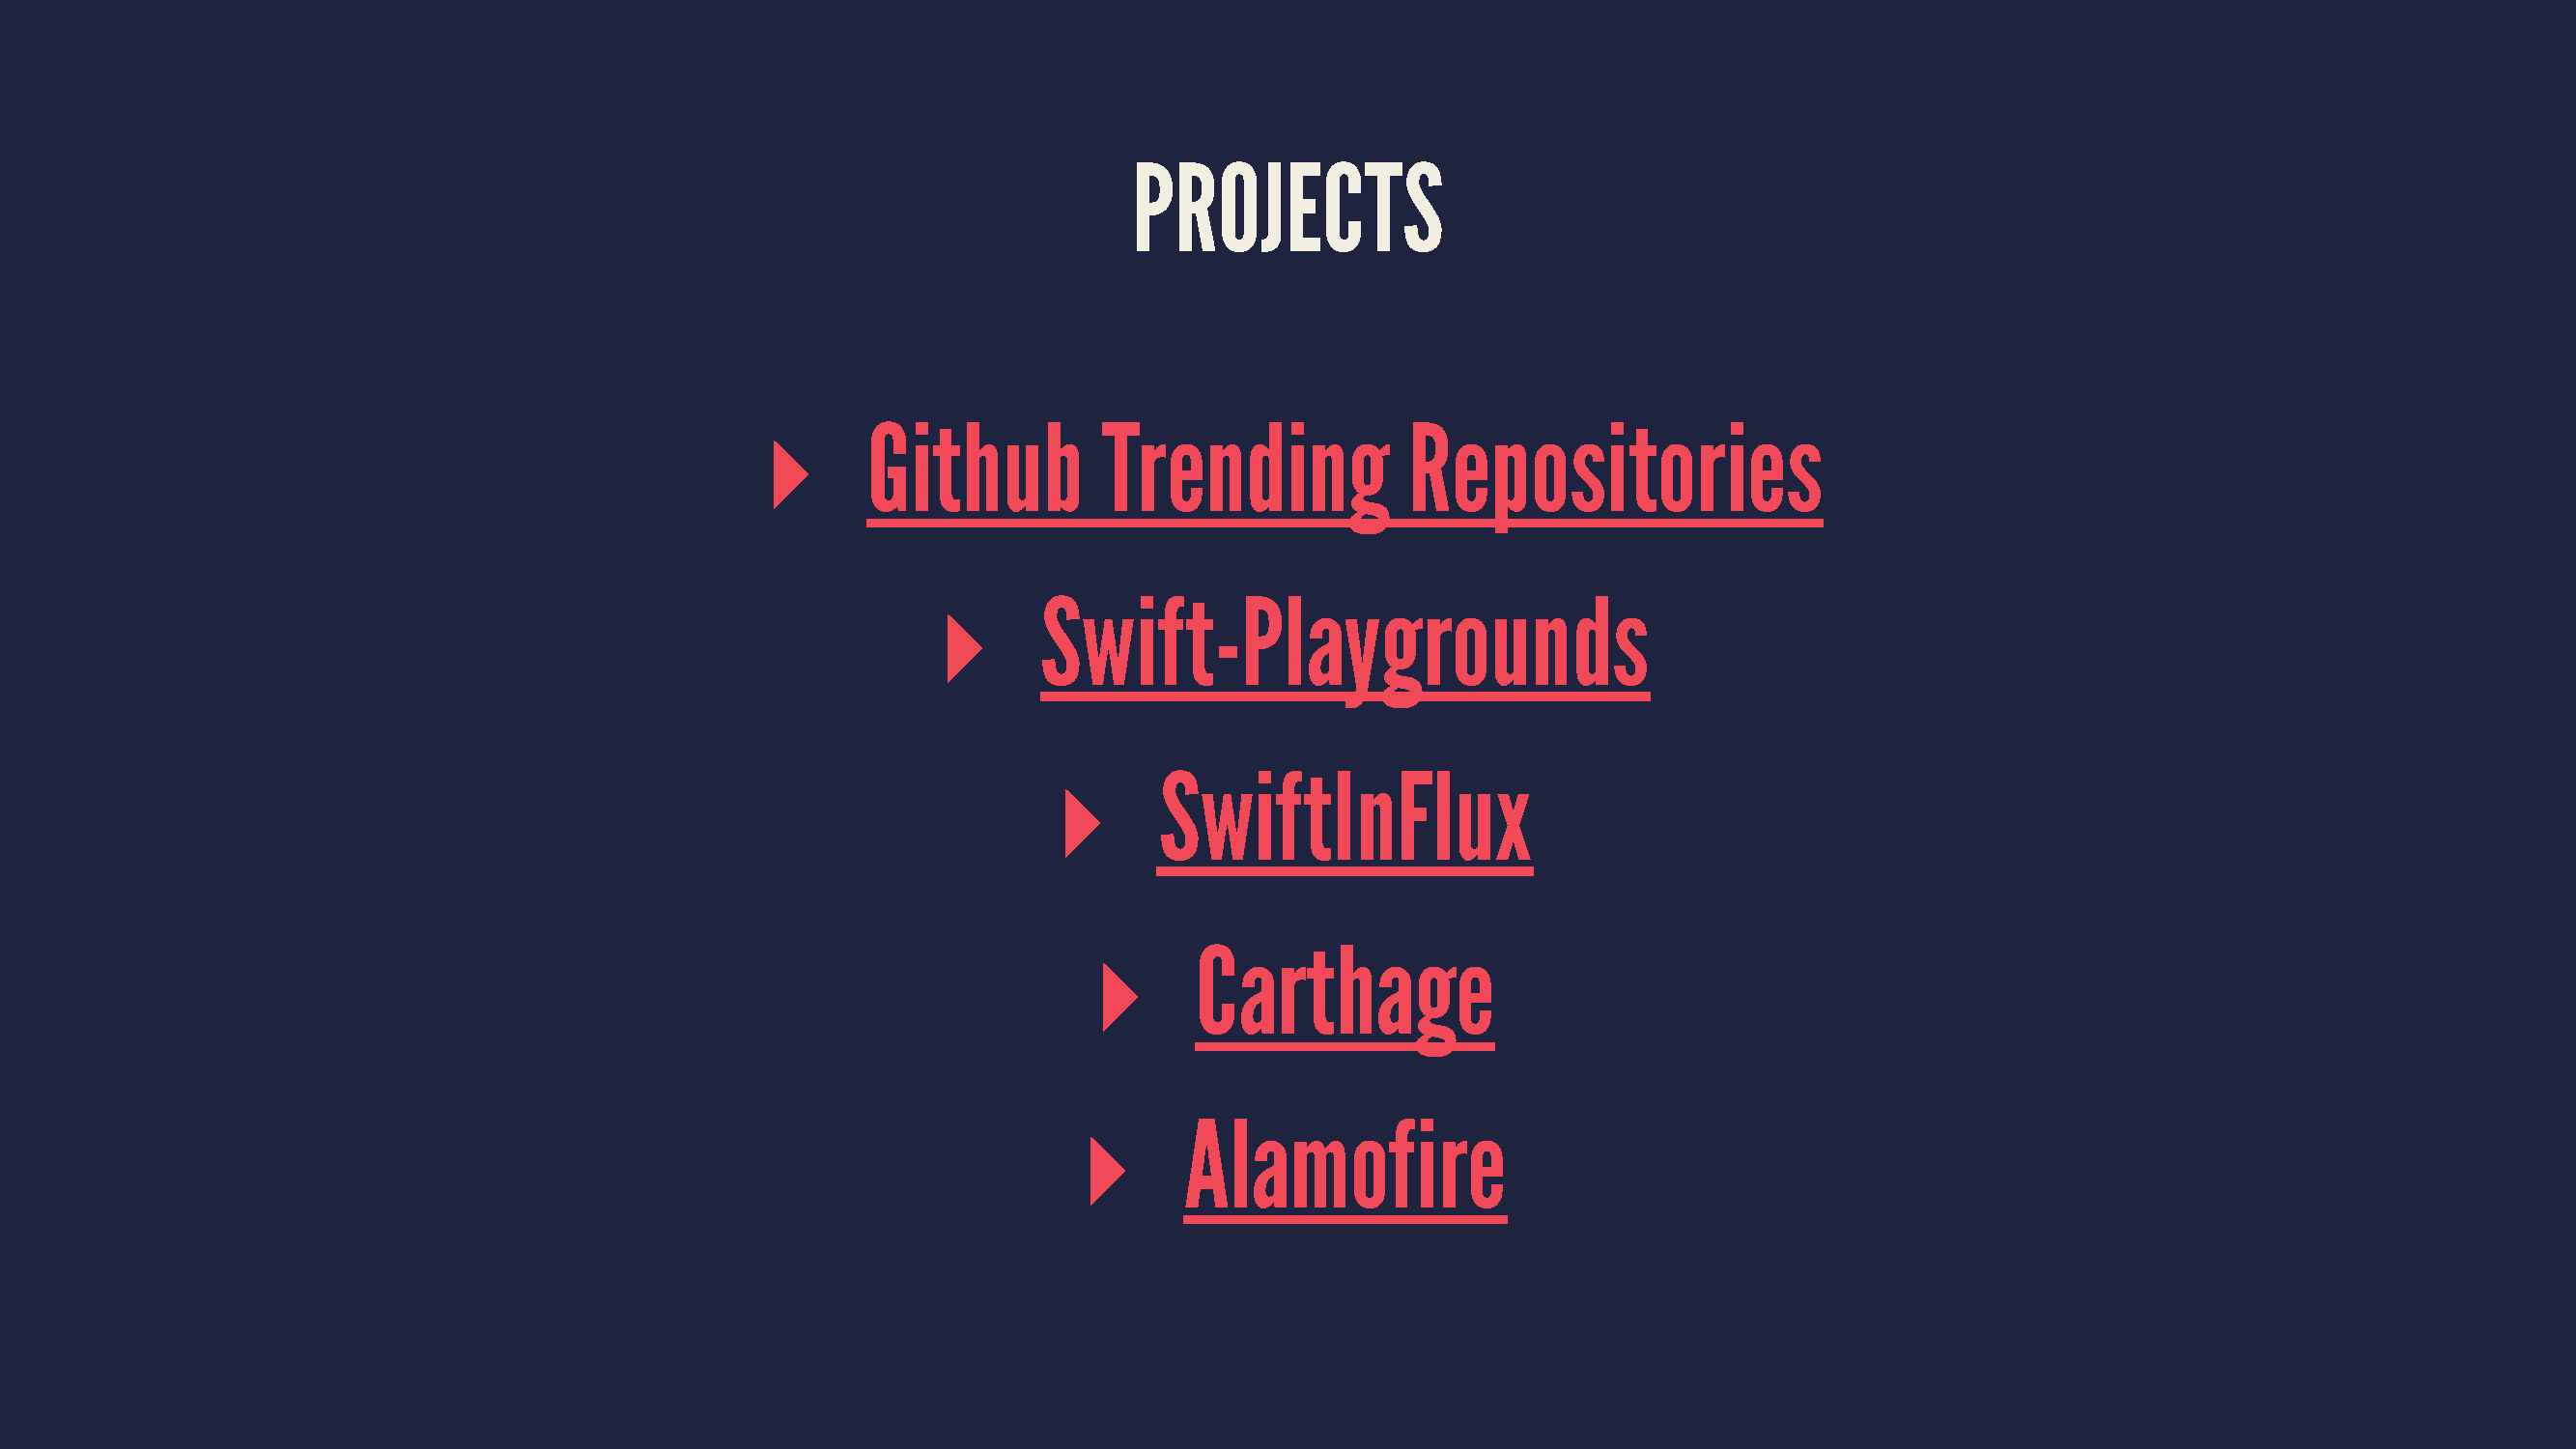 PROJECTS
▸ Github Trending Repositories
▸ Swift-Playgrounds
▸ SwiftInFlux
▸ Carthage
▸ Alamofire